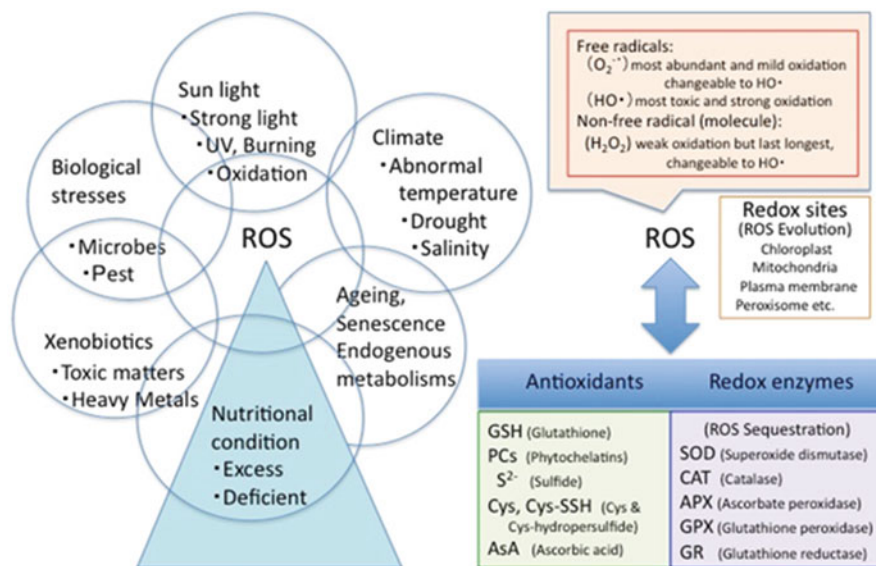 Sun light
・Strong light
・UV, Burning
・Oxidation
Biological
stresses
・Microbes
・Pest
Climate
・Abnormal
temperature
・Drought
・Salinity
ROS
Ageing,
Senescence
Endogenous
metabolisms
Xenobiotics
・Toxic matters
・Heavy Metals
Nutritional
condition
・Excess
・Deficient
Free radicals:
(O₂˙⁻) most abundant and mild oxidation
changeable to HO•
(HO•) most toxic and strong oxidation
Non-free radical (molecule):
(H₂O₂) weak oxidation but last longest,
changeable to HO•
ROS
Redox sites
(ROS Evolution)
Chloroplast
Mitochondria
Plasma membrane
Peroxisome etc.
Antioxidants
GSH (Glutathione)
PCs (Phytochelatins)
S²⁻ (Sulfide)
Cys, Cys-SSH (Cys &
Cys-hydropersulfide)
AsA (Ascorbic acid)
Redox enzymes
(ROS Sequestration)
SOD (Superoxide dismutase)
CAT (Catalase)
APX (Ascorbate peroxidase)
GPX (Glutathione peroxidase)
GR (Glutathione reductase)